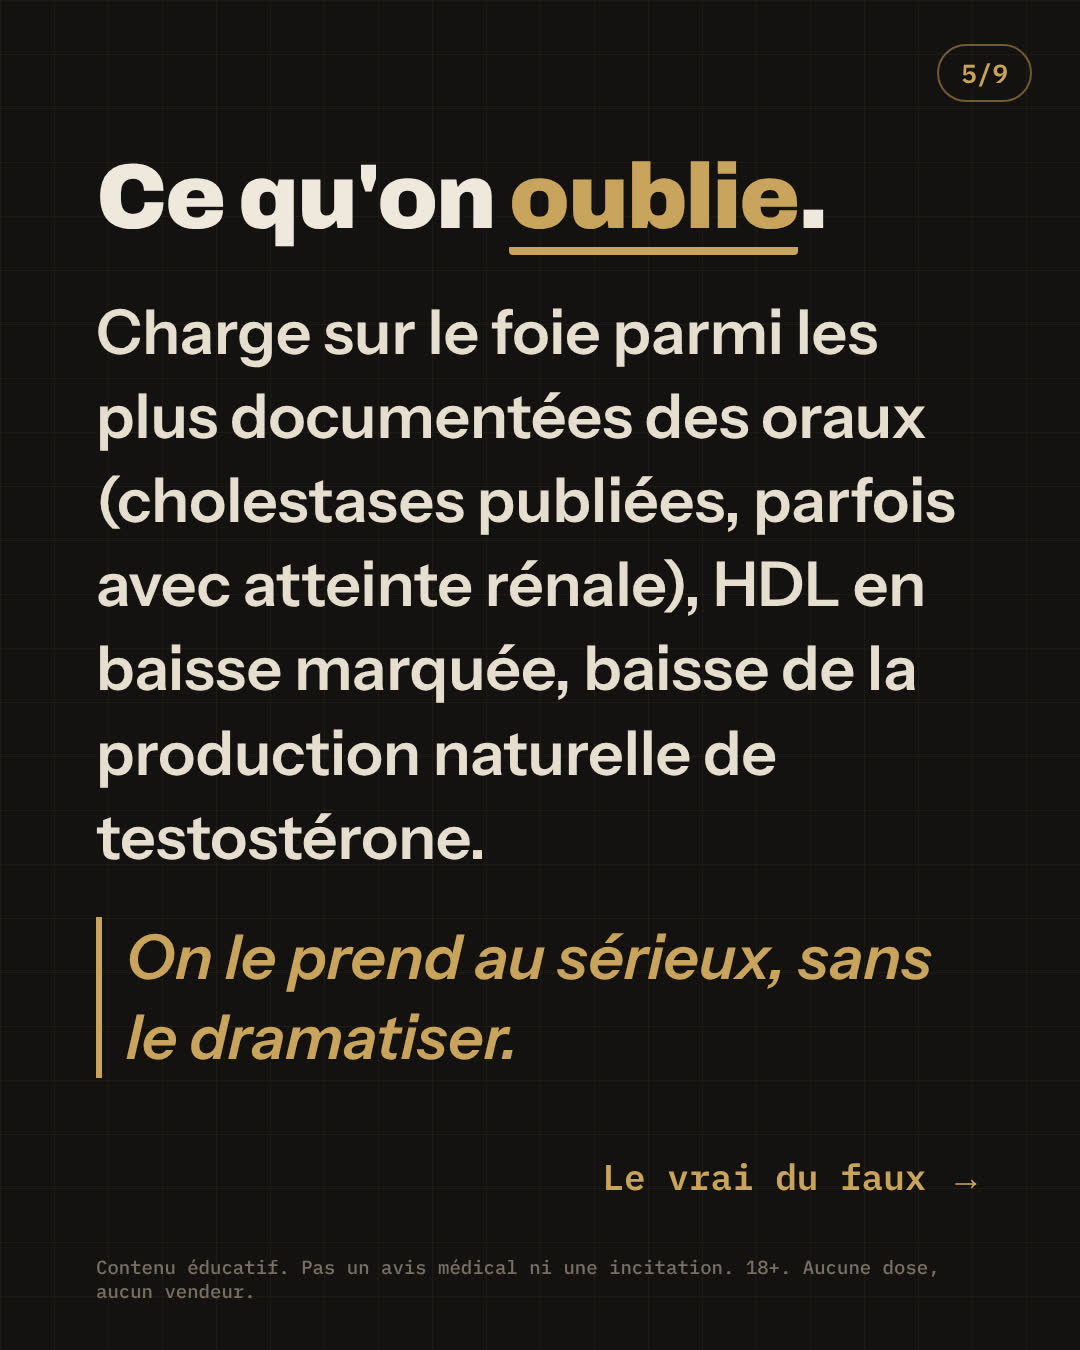 5/9
Ce qu'on oublie.
Charge sur le foie parmi les
plus documentées des oraux
(cholestases publiées, parfois
avec atteinte rénale), HDL en
baisse marquée, baisse de la
production naturelle de
testostérone.
On le prend au sérieux, sans
le dramatiser.
Le vrai du faux →
Contenu éducatif. Pas un avis médical ni une incitation. 18+. Aucune dose,
aucun vendeur.